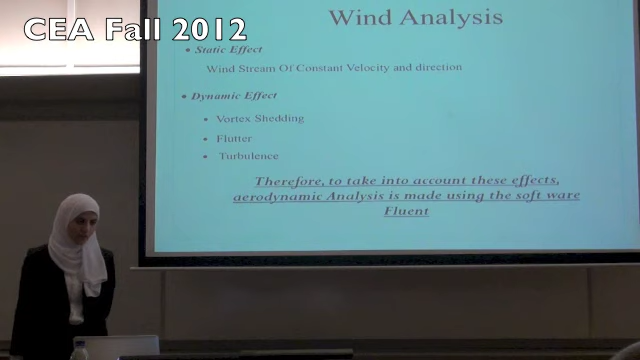 CEA Fall 2012
Wind Analysis
• Static Effect
Wind Stream Of Constant Velocity and direction
• Dynamic Effect
• Vortex Shedding
• Flutter
• Turbulence
Therefore, to take into account these effects,
aerodynamic Analysis is made using the soft ware
Fluent